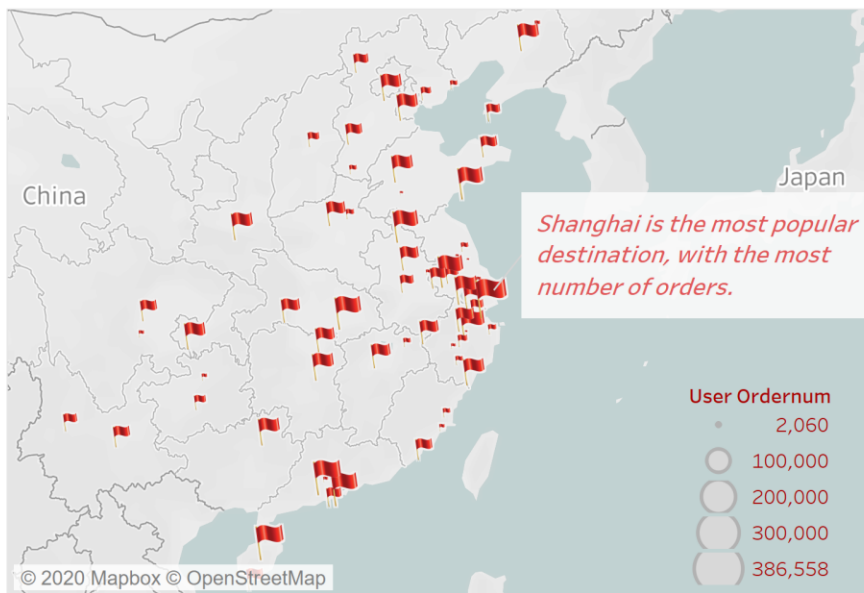 China
Japan
Shanghai is the most popular
destination, with the most
number of orders.
User Ordernum
2,060
100,000
200,000
300,000
386,558
© 2020 Mapbox © OpenStreetMap